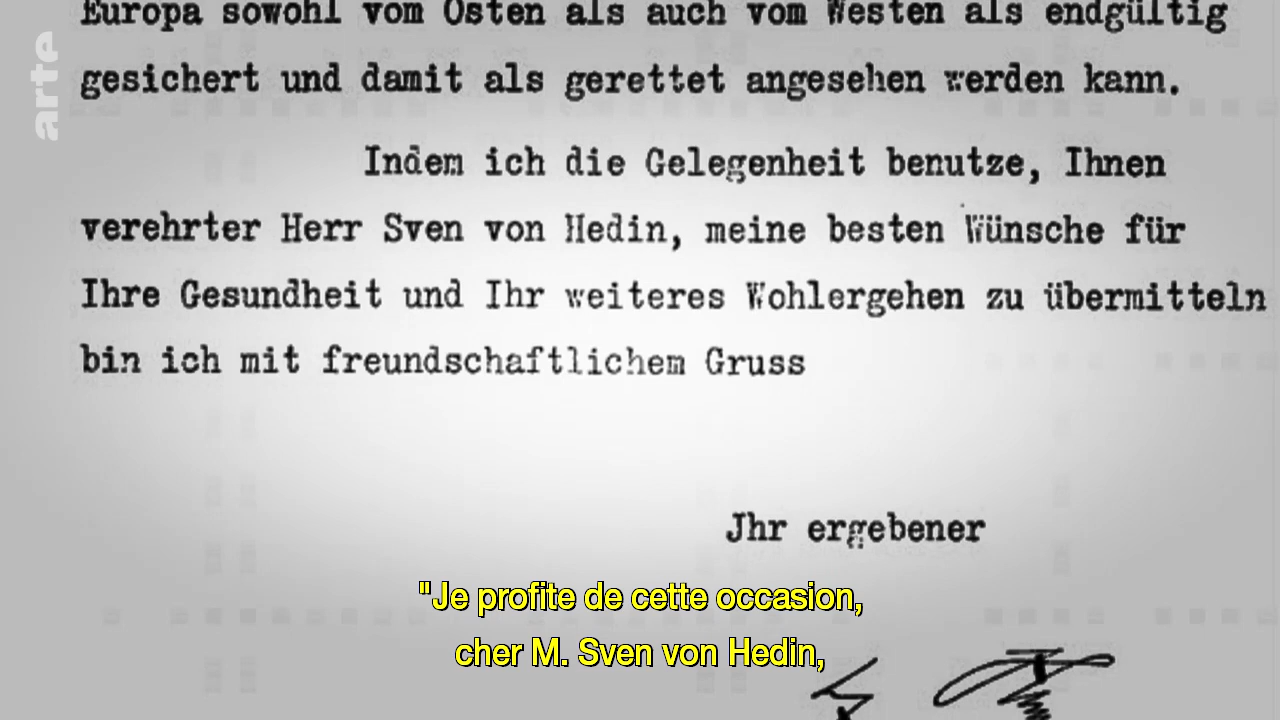 arte
Europa sowohl vom Osten als auch vom Westen als endgültig
gesichert und damit als gerettet angesehen werden kann.
Indem ich die Gelegenheit benutze, Ihnen
verehrter Herr Sven von Hedin, meine besten Wünsche für
Ihre Gesundheit und Ihr weiteres Wohlergehen zu übermitteln
bin ich mit freundschaftlichem Gruss
Jhr ergebener
"Je profite de cette occasion,
cher M. Sven von Hedin,